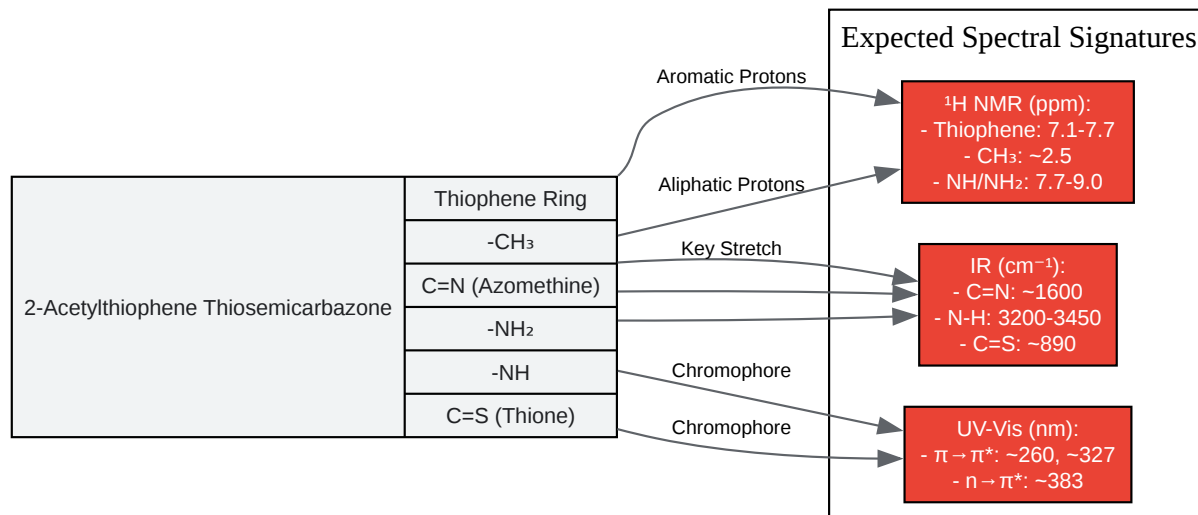 Expected Spectral Signatures
Aromatic Protons
¹H NMR (ppm):
- Thiophene: 7.1-7.7
- CH₃: ~2.5
- NH/NH₂: 7.7-9.0
Aliphatic Protons
2-Acetylthiophene Thiosemicarbazone
Thiophene Ring
-CH₃
C=N (Azomethine)
-NH₂
-NH
C=S (Thione)
Key Stretch
IR (cm⁻¹):
- C=N: ~1600
- N-H: 3200-3450
- C=S: ~890
Chromophore
Chromophore
UV-Vis (nm):
- π→π*: ~260, ~327
- n→π*: ~383